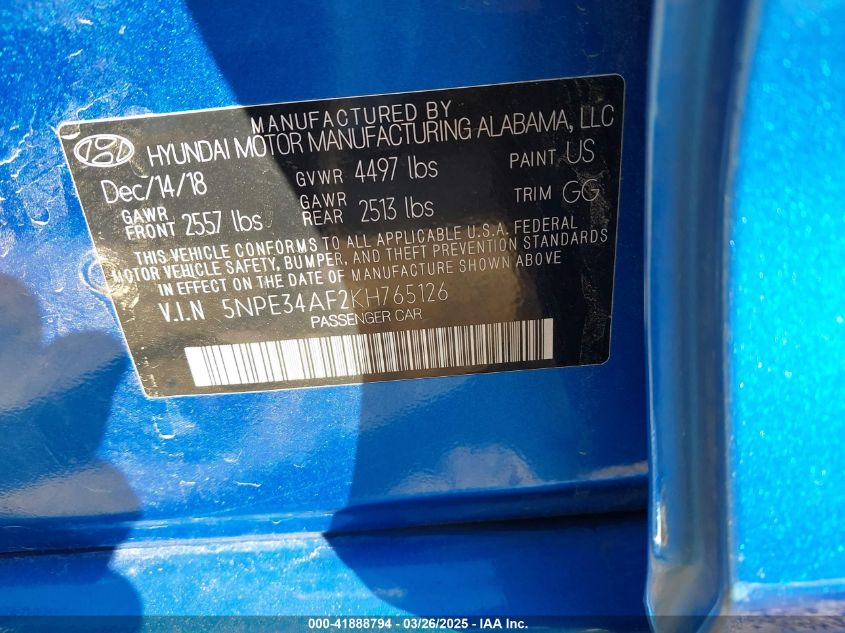 MANUFACTURED BY
HYUNDAI MOTOR MANUFACTURING ALABAMA, LLC
Dec/14/18 GVWR 4497 lbs PAINT US
GAWR FRONT 2557 lbs GAWR REAR 2513 lbs TRIM GG
THIS VEHICLE CONFORMS TO ALL APPLICABLE U.S.A. FEDERAL
MOTOR VEHICLE SAFETY, BUMPER, AND THEFT PREVENTION STANDARDS
IN EFFECT ON THE DATE OF MANUFACTURE SHOWN ABOVE
V.I.N 5NPE34AF2KH765126
PASSENGER CAR
000-41888794 — 03/26/2025 — IAA Inc.